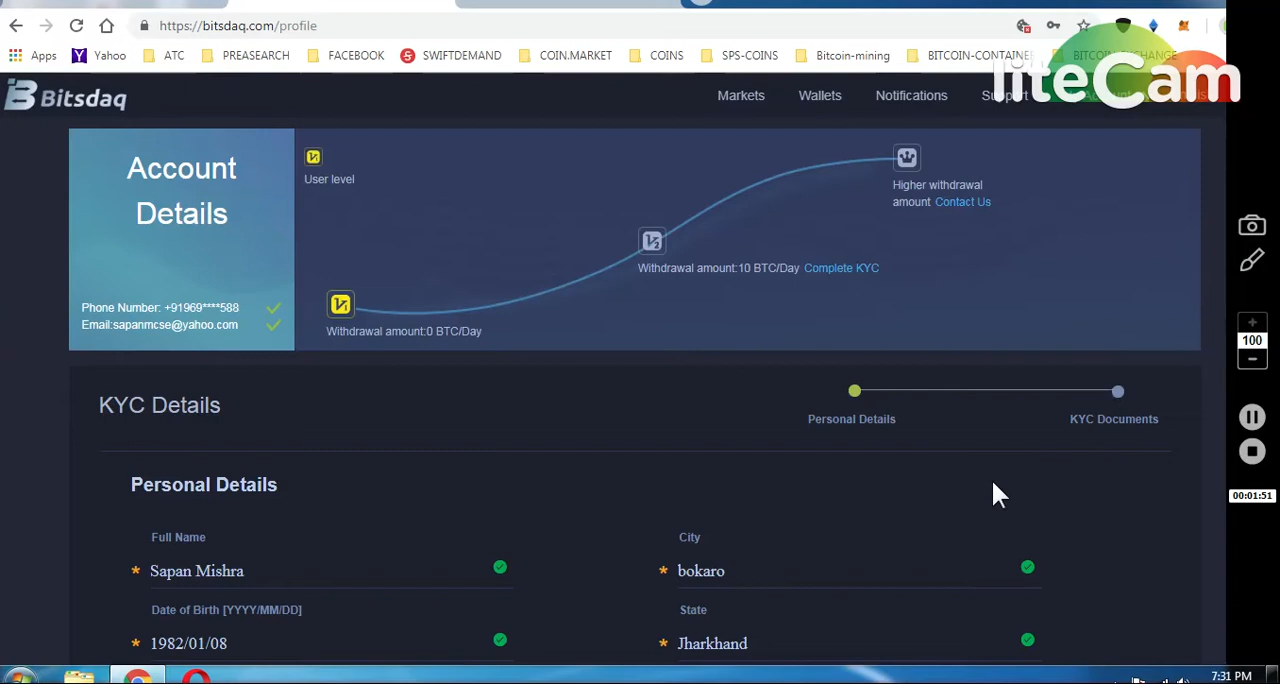 https://bitsdaq.com/profile
Apps Yahoo ATC PREASEARCH FACEBOOK SWIFTDEMAND COIN.MARKET COINS SPS-COINS Bitcoin-mining BITCOIN-CONTAINE BITCOIN-EXCHANGE
liteCam
Bitsdaq
Markets Wallets Notifications Support
Account
Details
User level
Higher withdrawal
amount Contact Us
Withdrawal amount:10 BTC/Day Complete KYC
Phone Number: +91969****588
Email:sapanmcse@yahoo.com
Withdrawal amount:0 BTC/Day
100
KYC Details
Personal Details
KYC Documents
Personal Details
00:01:51
Full Name
City
Sapan Mishra
bokaro
Date of Birth [YYYY/MM/DD]
State
1982/01/08
Jharkhand
7:31 PM